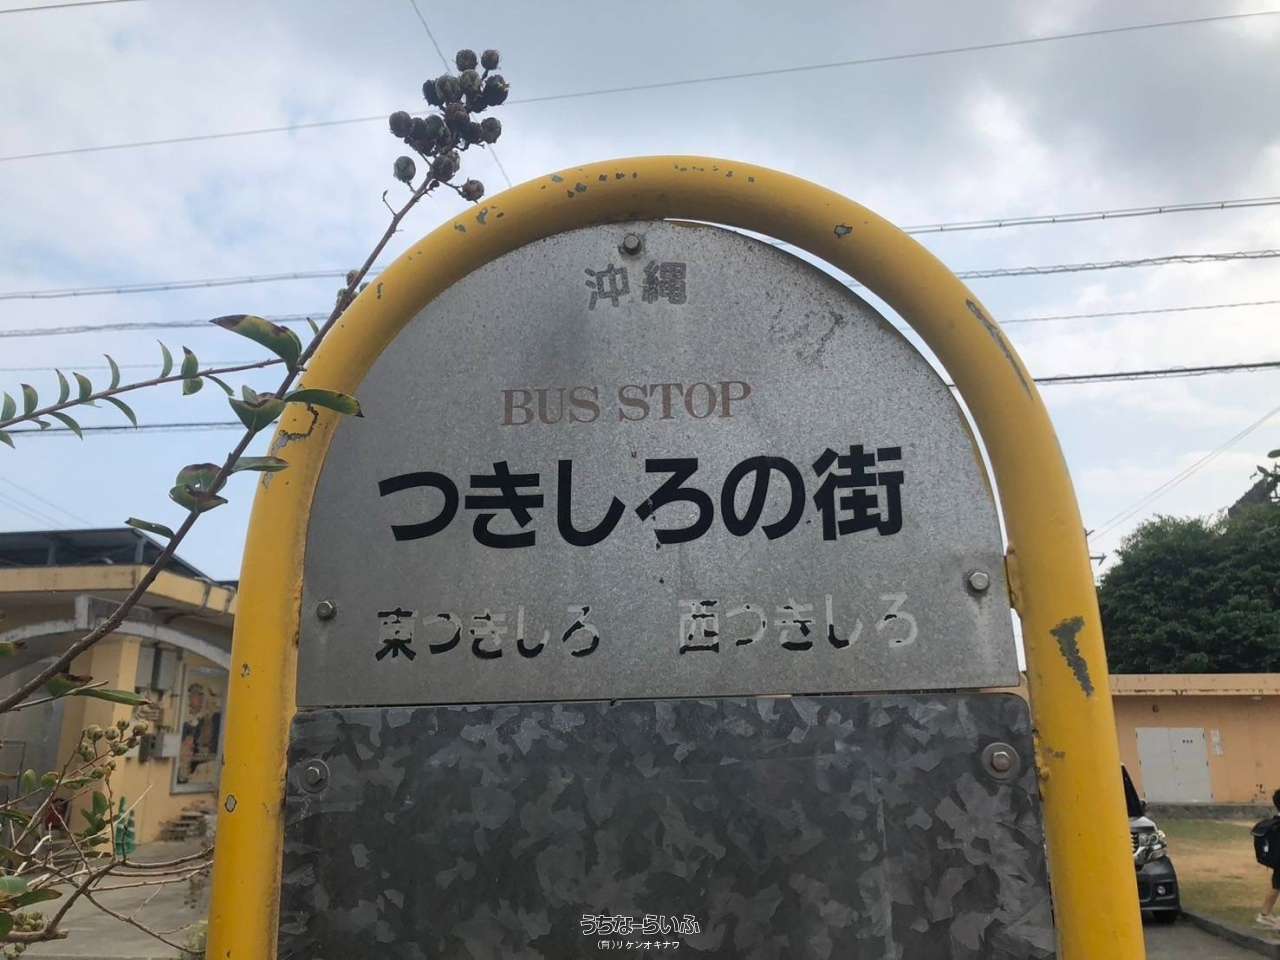 沖縄
BUS STOP
つきしろの街
東つきしろ 西つきしろ
うちなーらいふ
(有)リケンオキナワ